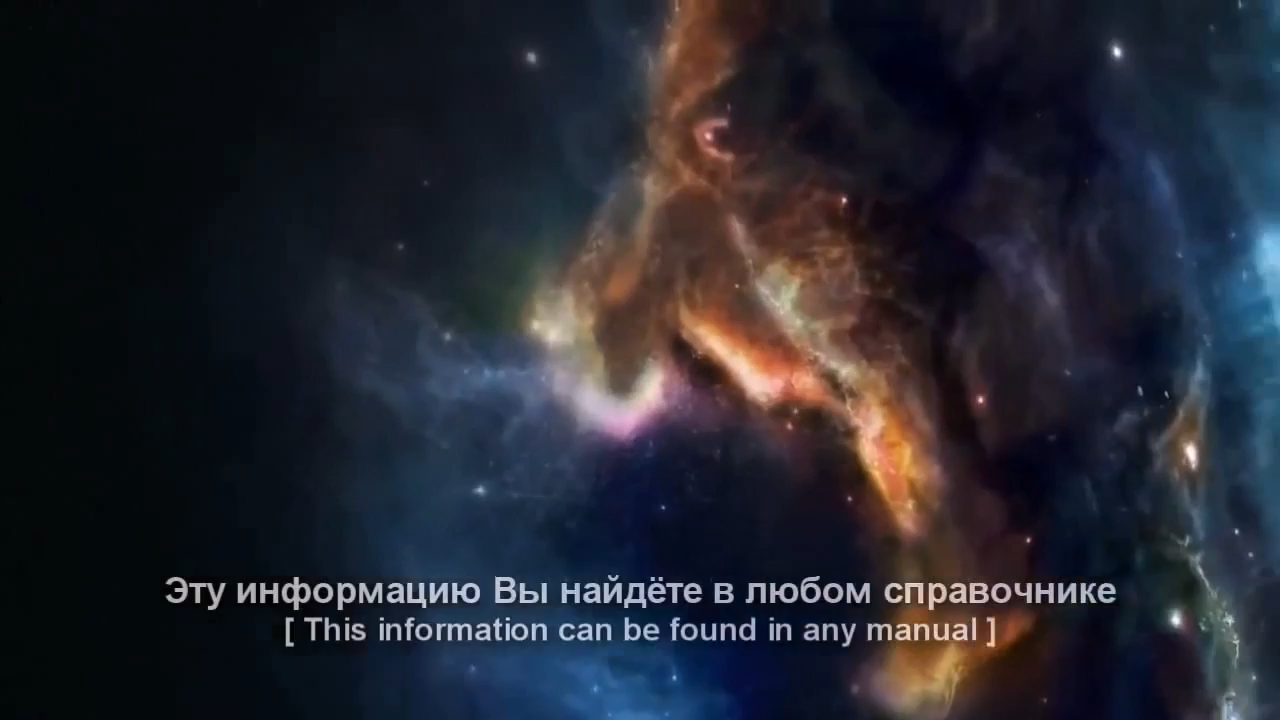 Эту информацию Вы найдёте в любом справочнике
[ This information can be found in any manual ]